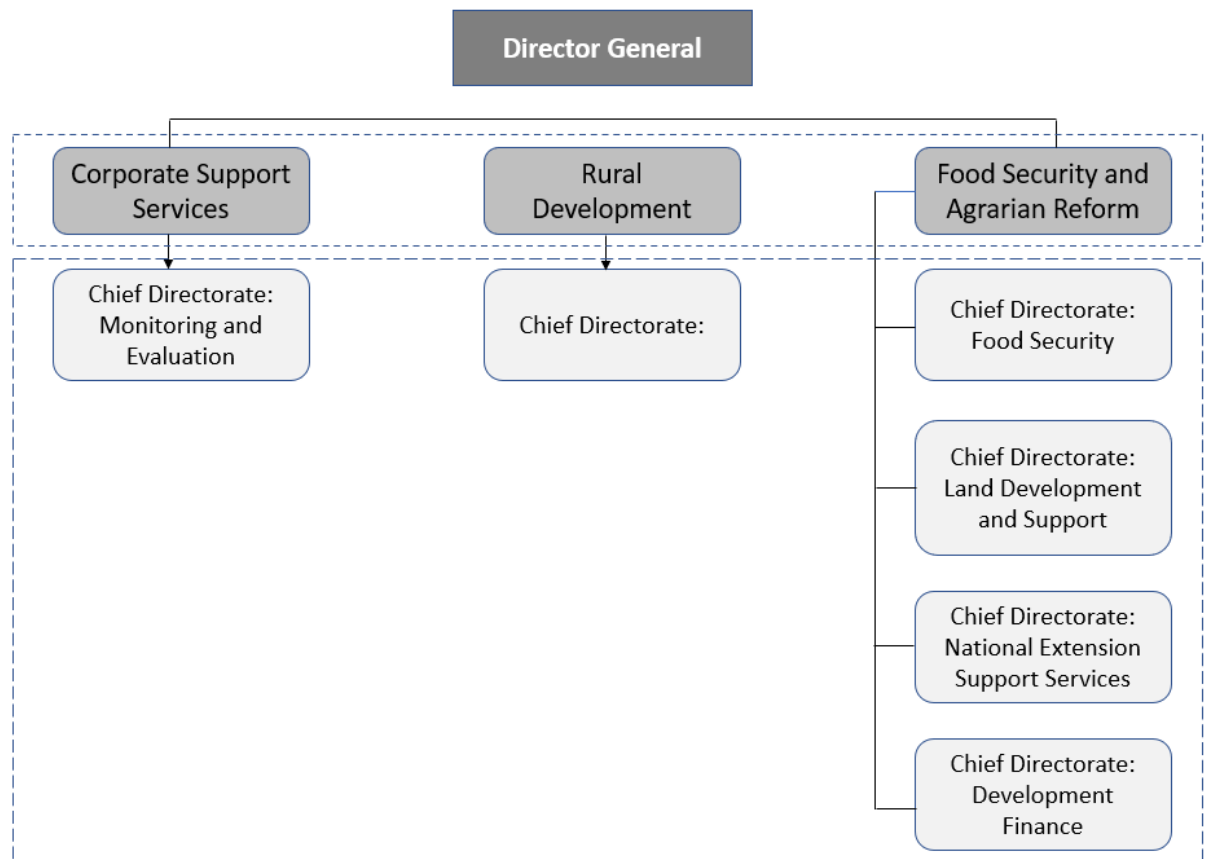 Director General
Corporate Support
Services
Rural
Development
Food Security and
Agrarian Reform
Chief Directorate:
Monitoring and
Evaluation
Chief Directorate:
Chief Directorate:
Food Security
Chief Directorate:
Land Development
and Support
Chief Directorate:
National Extension
Support Services
Chief Directorate:
Development
Finance